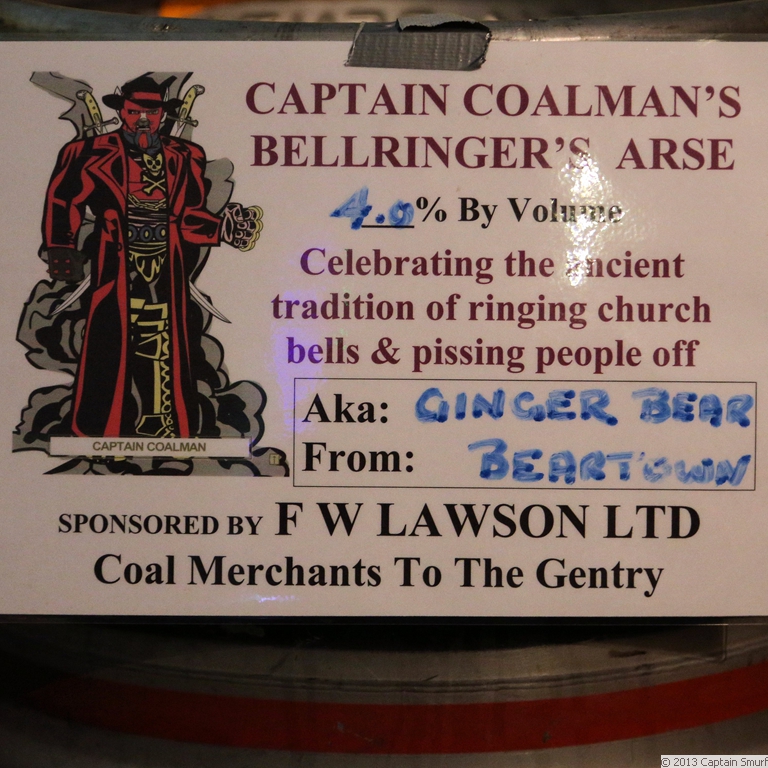 CAPTAIN COALMAN'S
BELLRINGER'S ARSE
4.0% By Volume
Celebrating the ancient
tradition of ringing church
bells & pissing people off
Aka: GINGER BEAR
From: BEARTOWN
CAPTAIN COALMAN
SPONSORED BY F W LAWSON LTD
Coal Merchants To The Gentry
© 2013 Captain Smurf